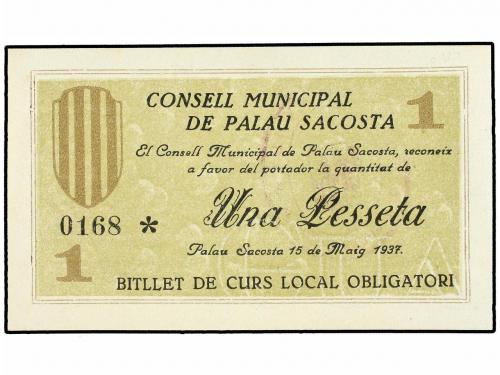 CONSELL MUNICIPAL
DE PALAU SACOSTA
1
El Consell Municipal de Palau Sacosta, reconeix
a favor del portador la quantitat de
Una Pesseta
0168 *
Palau Sacosta 15 de Maig 1937.
1
BITLLET DE CURS LOCAL OBLIGATORI